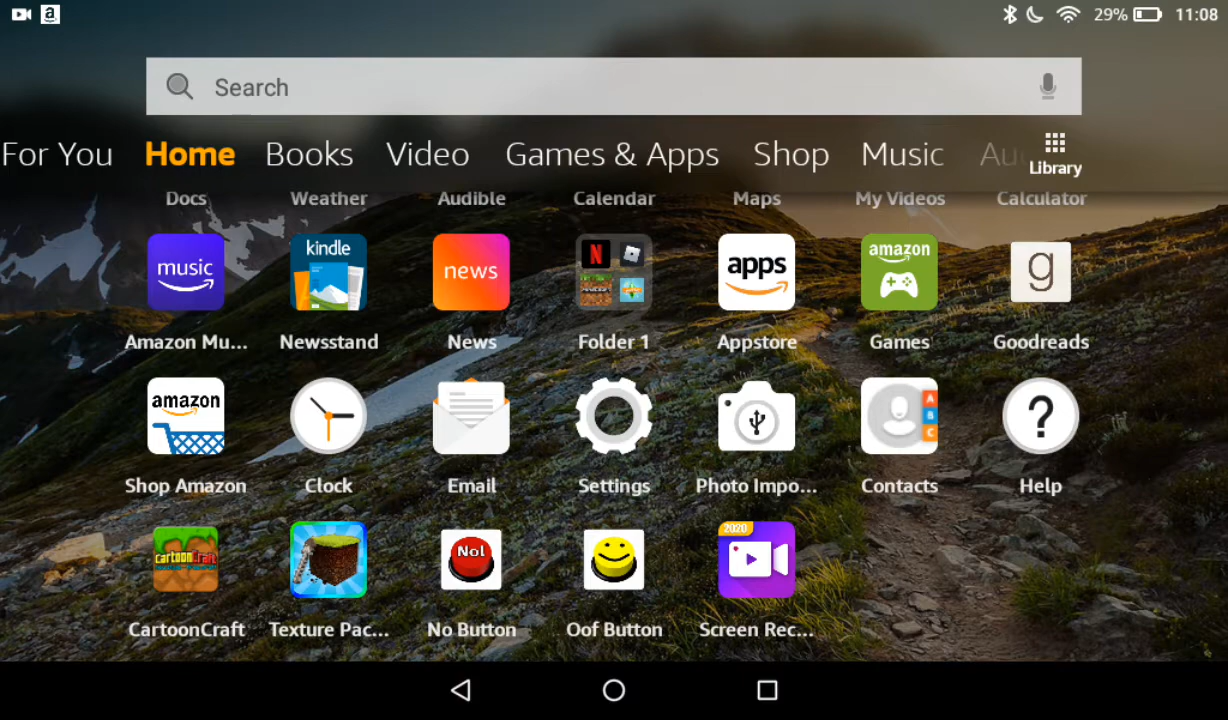 29% 11:08
Search
For You Home Books Video Games & Apps Shop Music Au
Library
Docs Weather Audible Calendar Maps My Videos Calculator
music kindle news N apps amazon g
Amazon Mu... Newsstand News Folder 1 Appstore Games Goodreads
amazon A B C ?
Shop Amazon Clock Email Settings Photo Impo... Contacts Help
CartoonCraft No! 2020
CartoonCraft Texture Pac... No Button Oof Button Screen Rec...